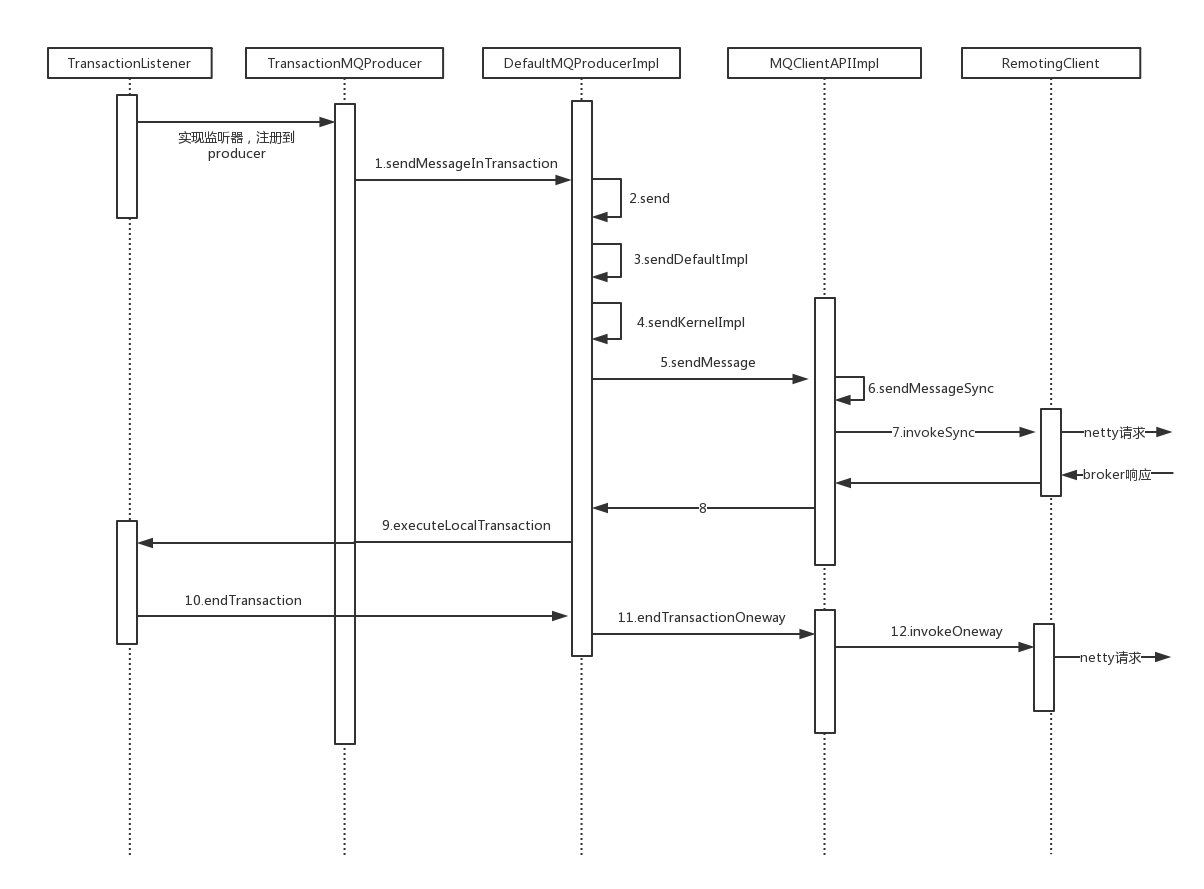 TransactionListener
TransactionMQProducer
DefaultMQProducerImpl
MQClientAPIImpl
RemotingClient
实现监听器，注册到
producer
1.sendMessageInTransaction
2.send
3.sendDefaultImpl
4.sendKernelImpl
5.sendMessage
6.sendMessageSync
7.invokeSync
netty请求
broker响应
8
9.executeLocalTransaction
10.endTransaction
11.endTransactionOneway
12.invokeOneway
netty请求